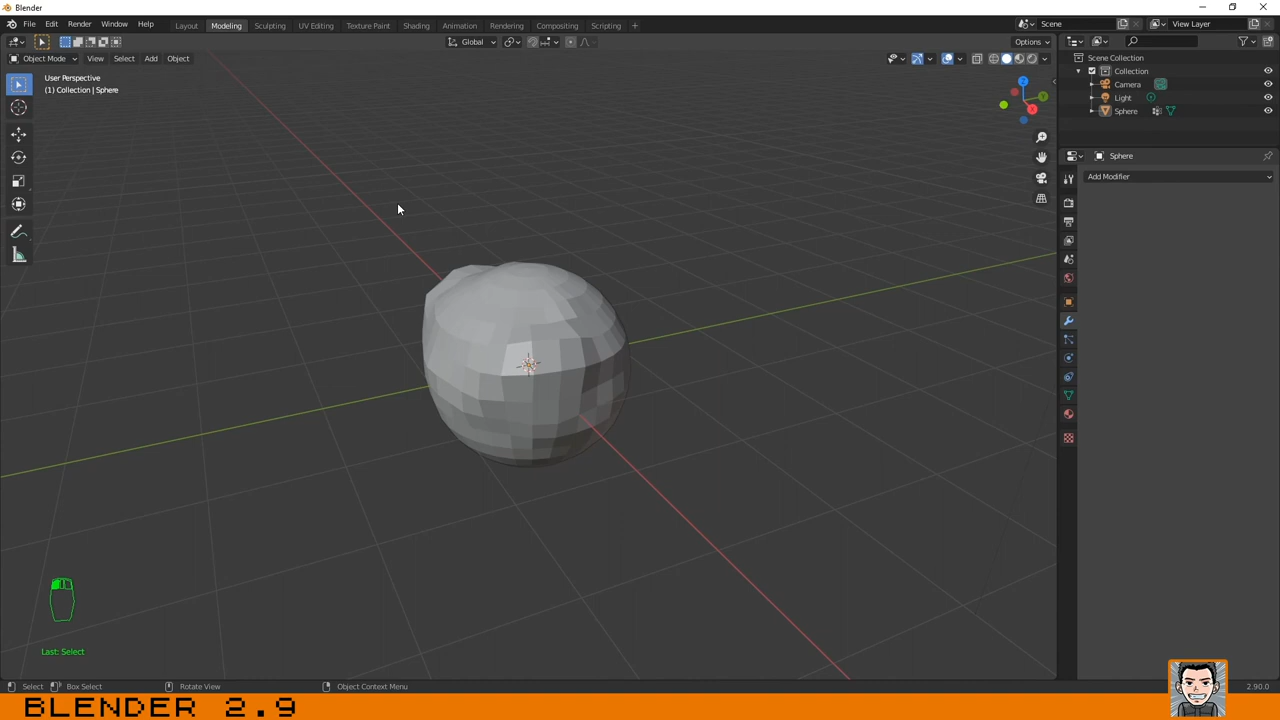 Blender
File Edit Render Window Help Layout Modeling Sculpting UV Editing Texture Paint Shading Animation Rendering Compositing Scripting + Scene View Layer
Global Options
Object Mode View Select Add Object
User Perspective
(1) Collection | Sphere
Scene Collection
Collection
Camera
Light
Sphere
Sphere
Add Modifier
Last: Select
Select Box Select Rotate View Object Context Menu 2.90.0
BLENDER 2.9